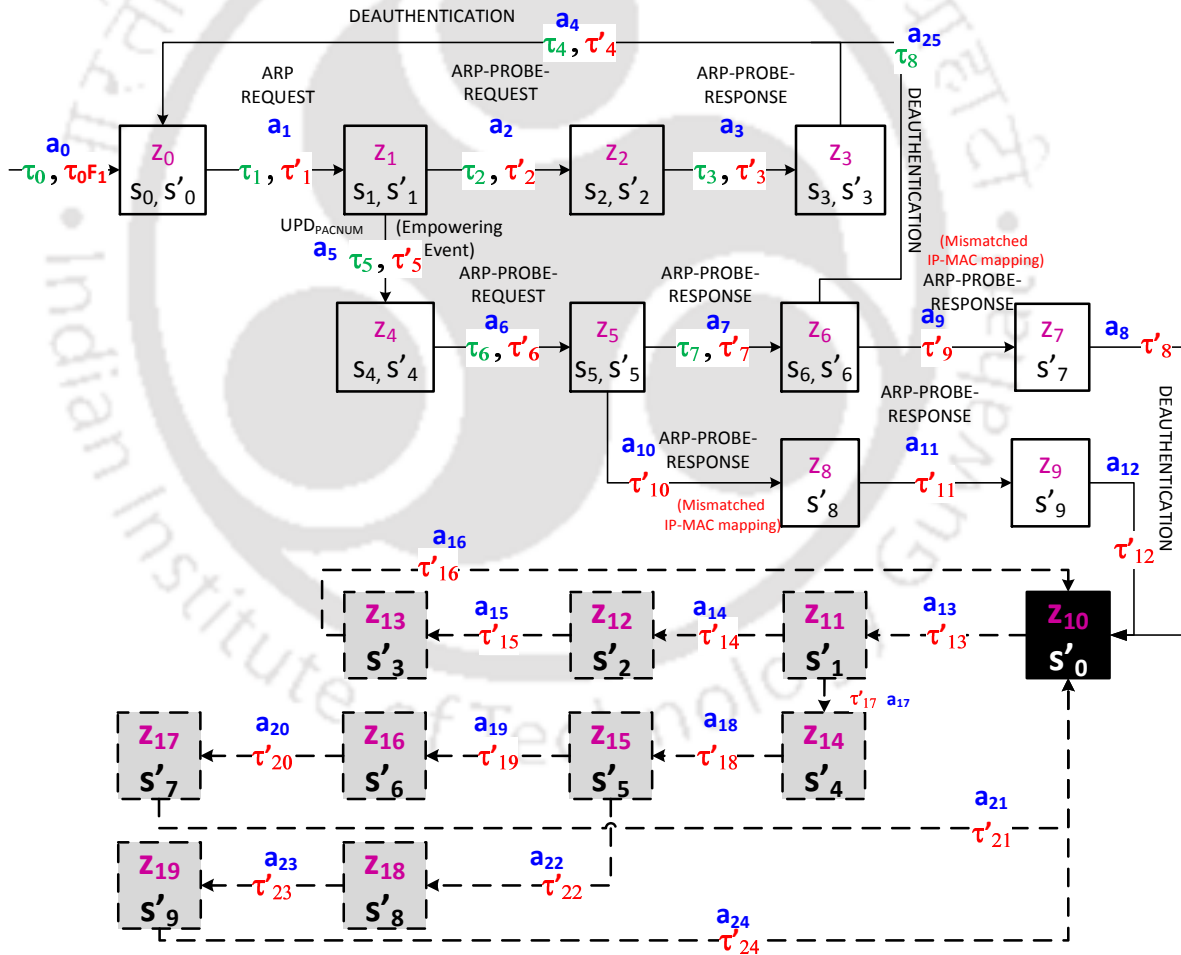 DEAUTHENTICATION
a4
τ4, τ'4
a25
τ8
ARP
REQUEST
a1
τ1, τ'1
ARP-PROBE-
REQUEST
a2
τ2, τ'2
ARP-PROBE-
RESPONSE
a3
τ3, τ'3
DEAUTHENTICATION
a0
τ0, τ0F1
z0
S0, S'0
z1
S1, S'1
z2
S2, S'2
z3
S3, S'3
UPDPACNUM
(Empowering
Event)
a5
τ5, τ'5
ARP-PROBE-
REQUEST
a6
τ6, τ'6
ARP-PROBE-
RESPONSE
a7
τ7, τ'7
(Mismatched
IP-MAC mapping)
ARP-PROBE-
RESPONSE
a9
τ'9
a8
τ'8
z4
S4, S'4
z5
S5, S'5
z6
S6, S'6
z7
S'7
a10
ARP-PROBE-
RESPONSE
τ'10
(Mismatched
IP-MAC mapping)
ARP-PROBE-
RESPONSE
a11
τ'11
z8
S'8
z9
S'9
a12
τ'12
DEAUTHENTICATION
a16
τ'16
z13
S'3
a15
τ'15
z12
S'2
a14
τ'14
z11
S'1
a13
τ'13
z10
S'0
τ'17 a17
z17
S'7
a20
τ'20
z16
S'6
a19
τ'19
z15
S'5
a18
τ'18
z14
S'4
a21
τ'21
z19
S'9
a23
τ'23
z18
S'8
a22
τ'22
a24
τ'24
Indian Institute of Technology Guwahati